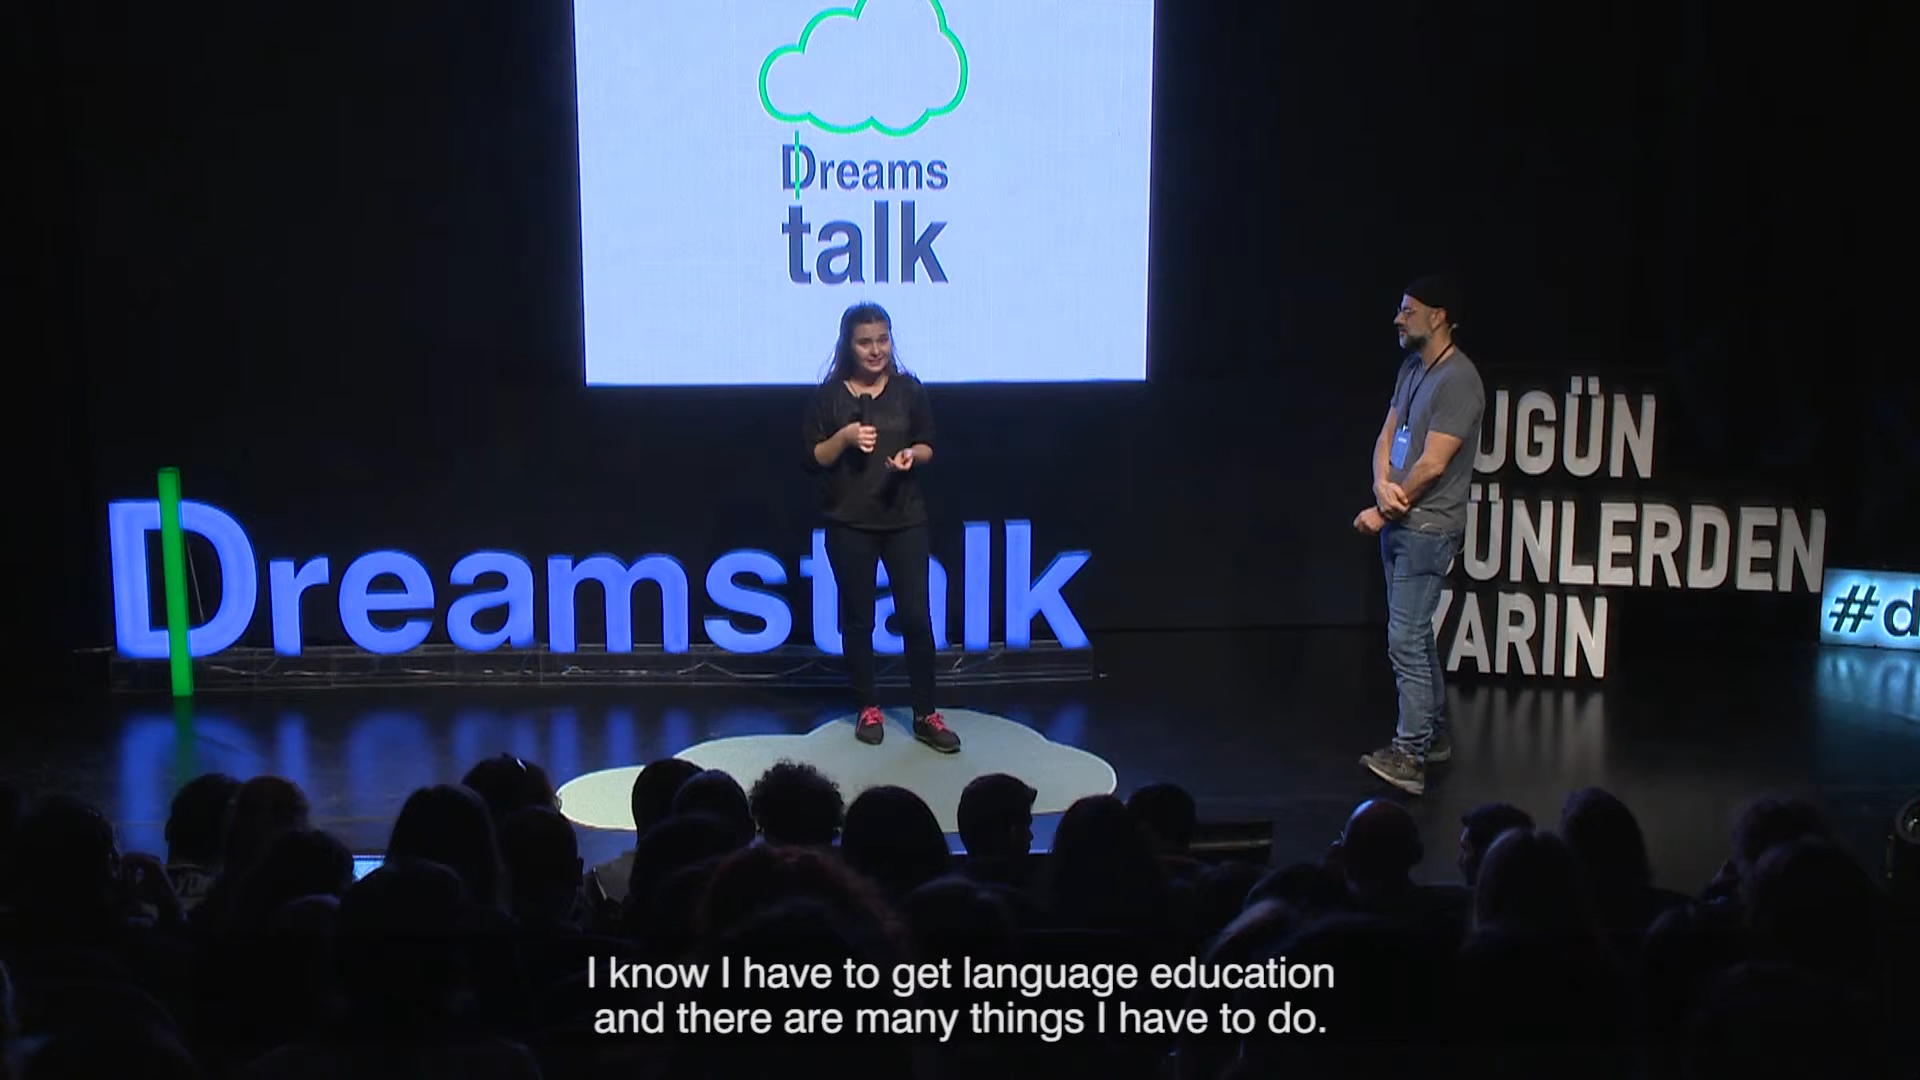 Dreams
talk
Dreamstalk
UGÜN
ÜNLERDEN
YARIN
#d
I know I have to get language education
and there are many things I have to do.